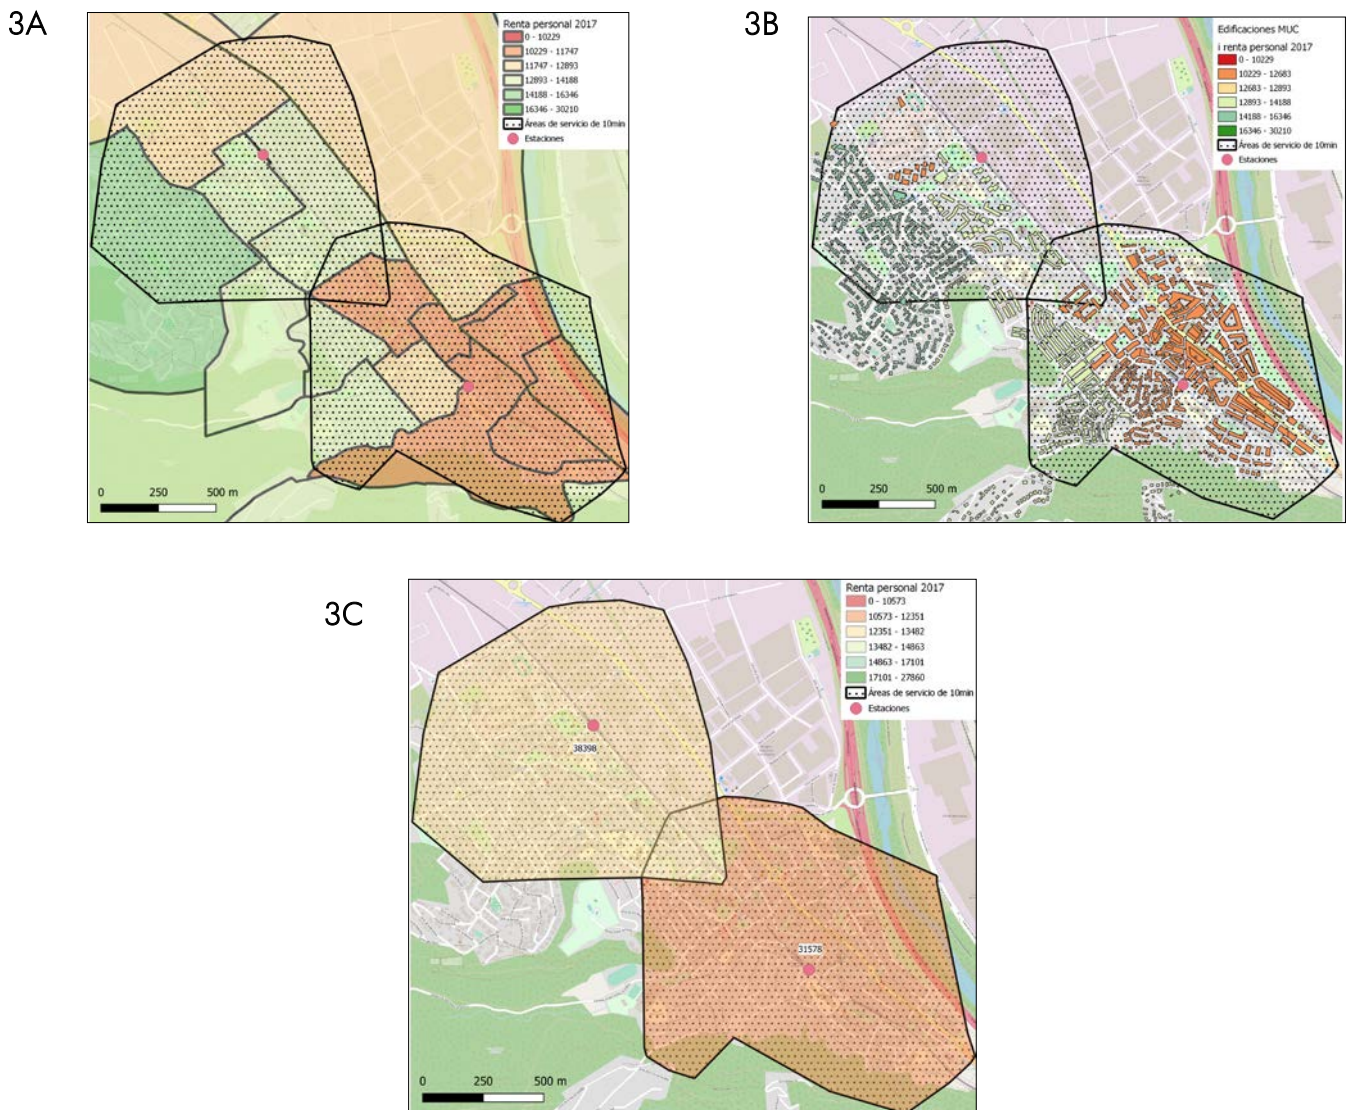 3A
Renta personal 2017
0 - 10229
10229 - 11747
11747 - 12893
12893 - 14188
14188 - 16346
16346 - 30210
Áreas de servicio de 10min
Estaciones
0 250 500 m
3B
Edificaciones MUC
i renta personal 2017
0 - 10229
10229 - 12683
12683 - 12893
12893 - 14188
14188 - 16346
16346 - 30210
Áreas de servicio de 10min
Estaciones
0 250 500 m
3C
Renta personal 2017
0 - 10573
10573 - 12351
12351 - 13482
13482 - 14863
14863 - 17101
17101 - 27860
Áreas de servicio de 10min
Estaciones
38398
31578
0 250 500 m